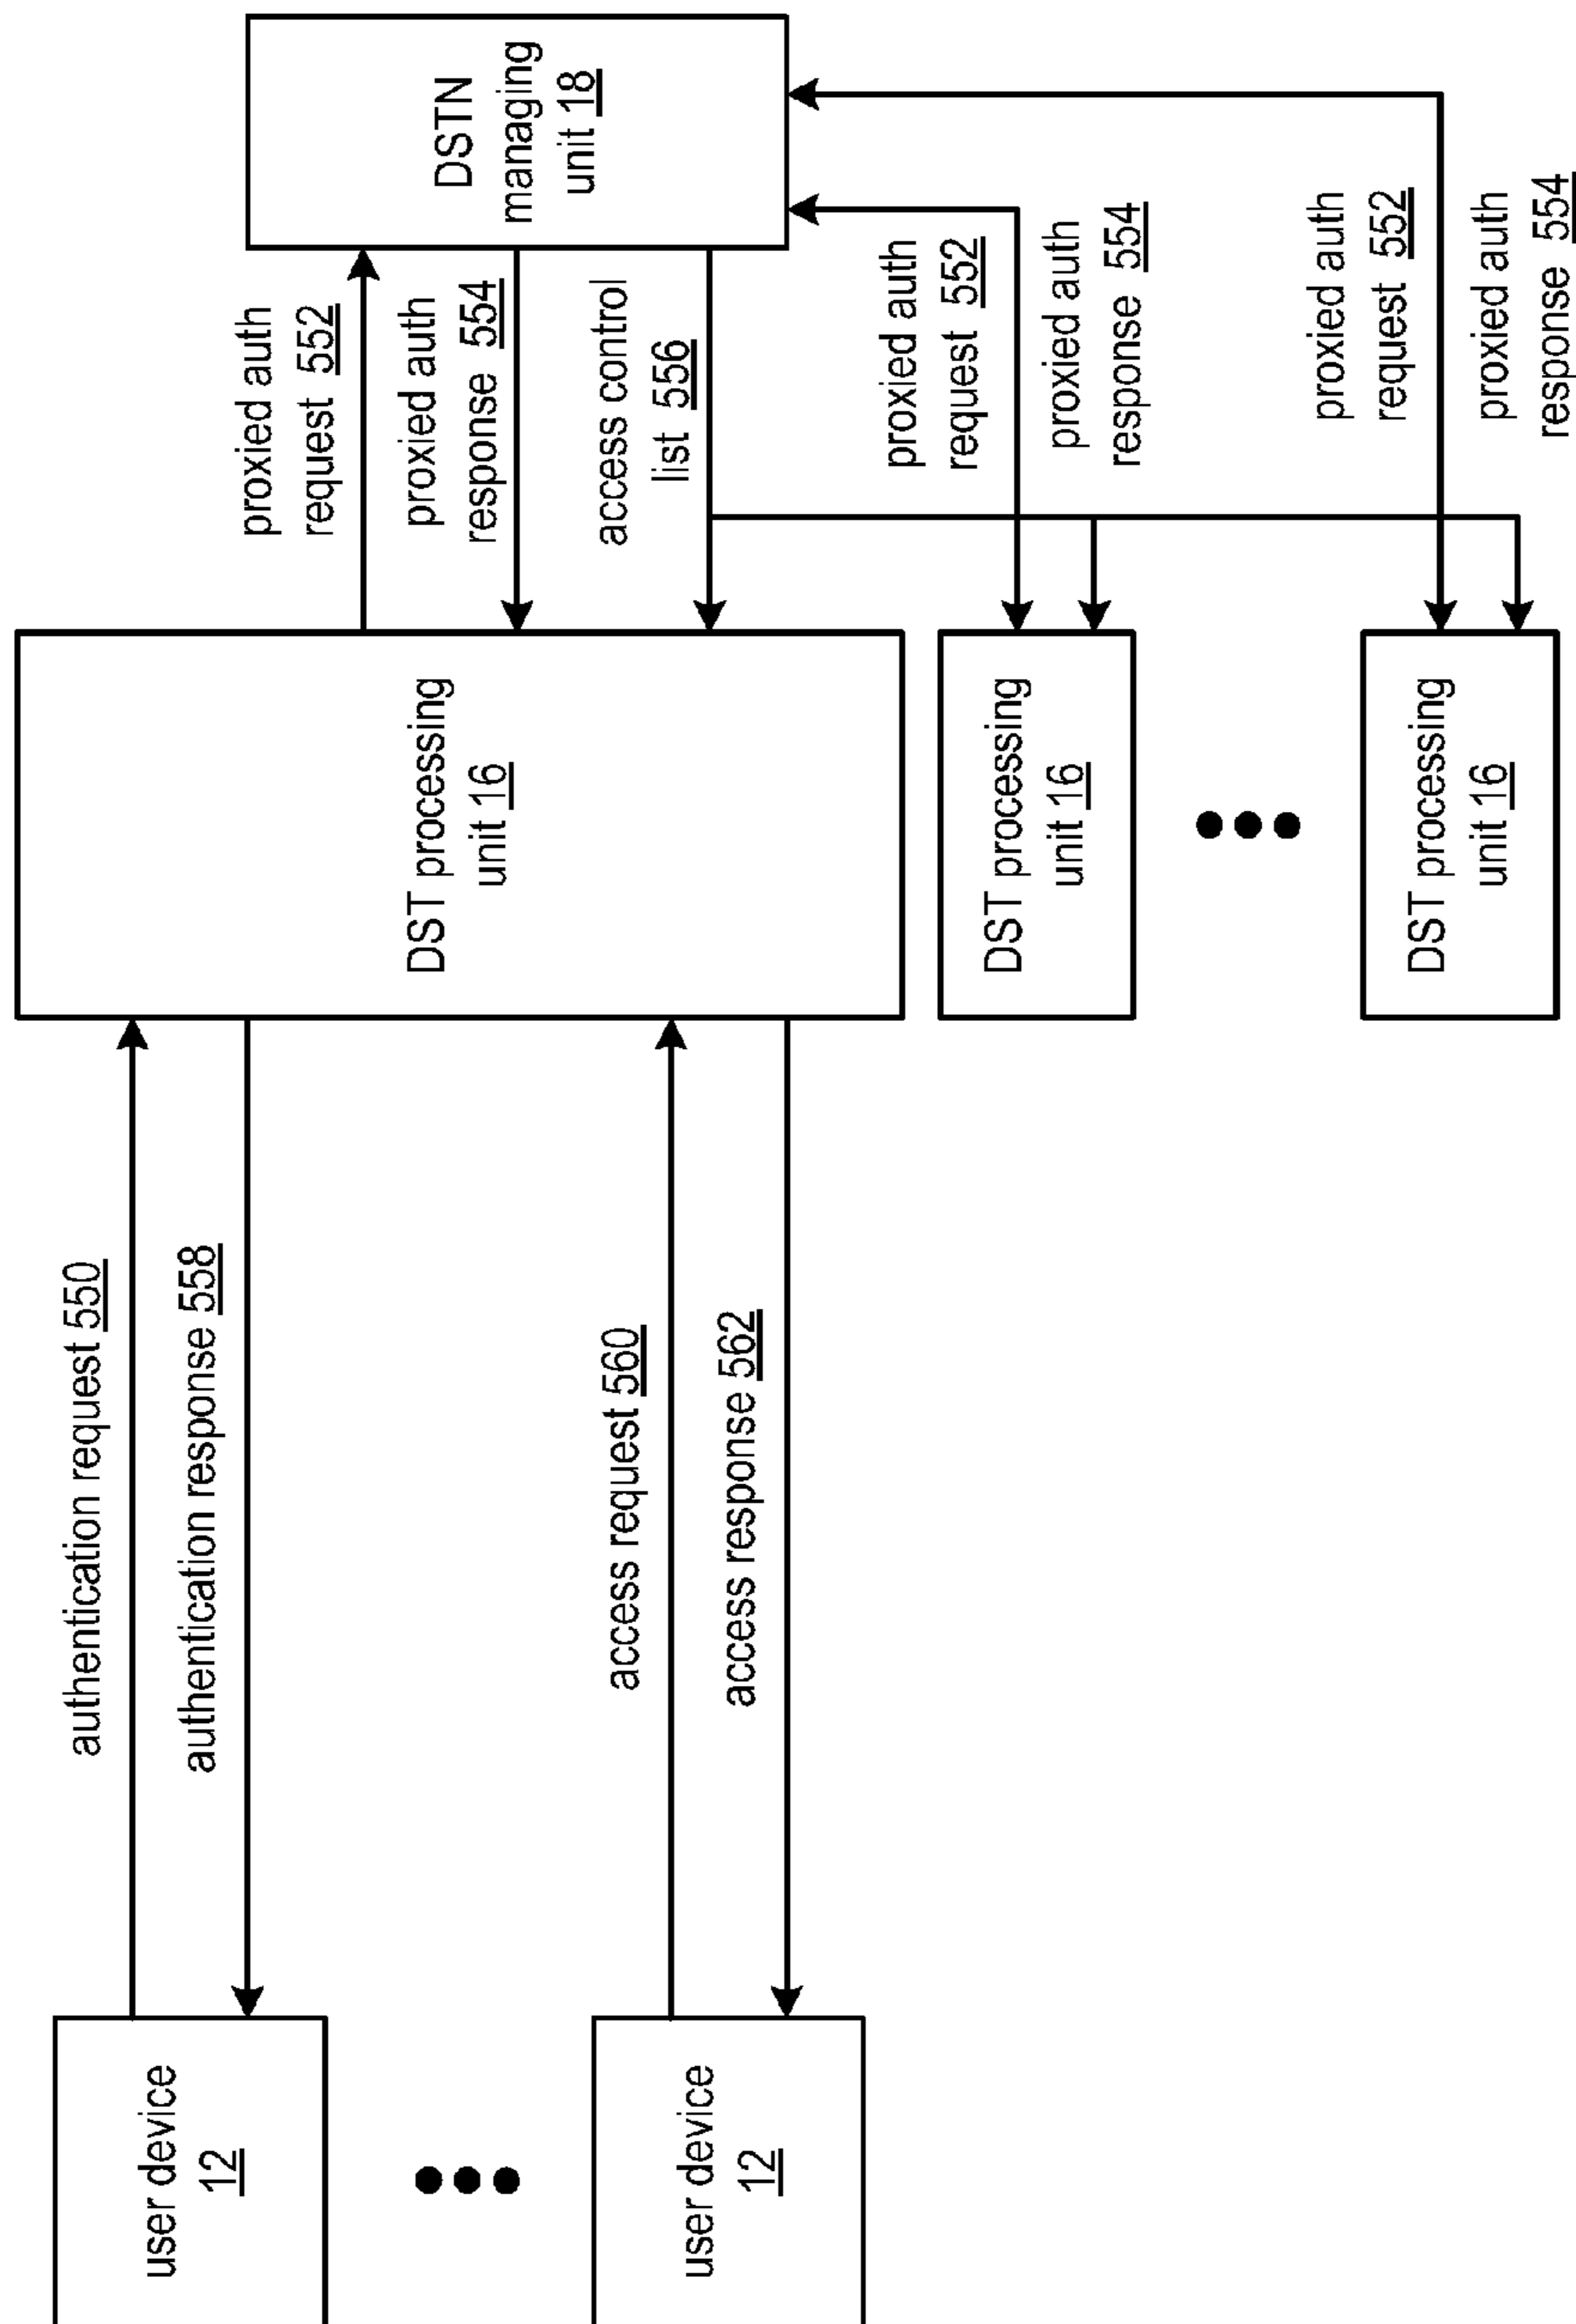 user device
12
user device
12
authentication request 550
authentication response 558
access request 560
access response 562
DST processing
unit 16
DST processing
unit 16
DST processing
unit 16
proxied auth
request 552
proxied auth
response 554
access control
list 556
proxied auth
request 552
proxied auth
response 554
proxied auth
request 552
proxied auth
response 554
DSTN
managing
unit 18